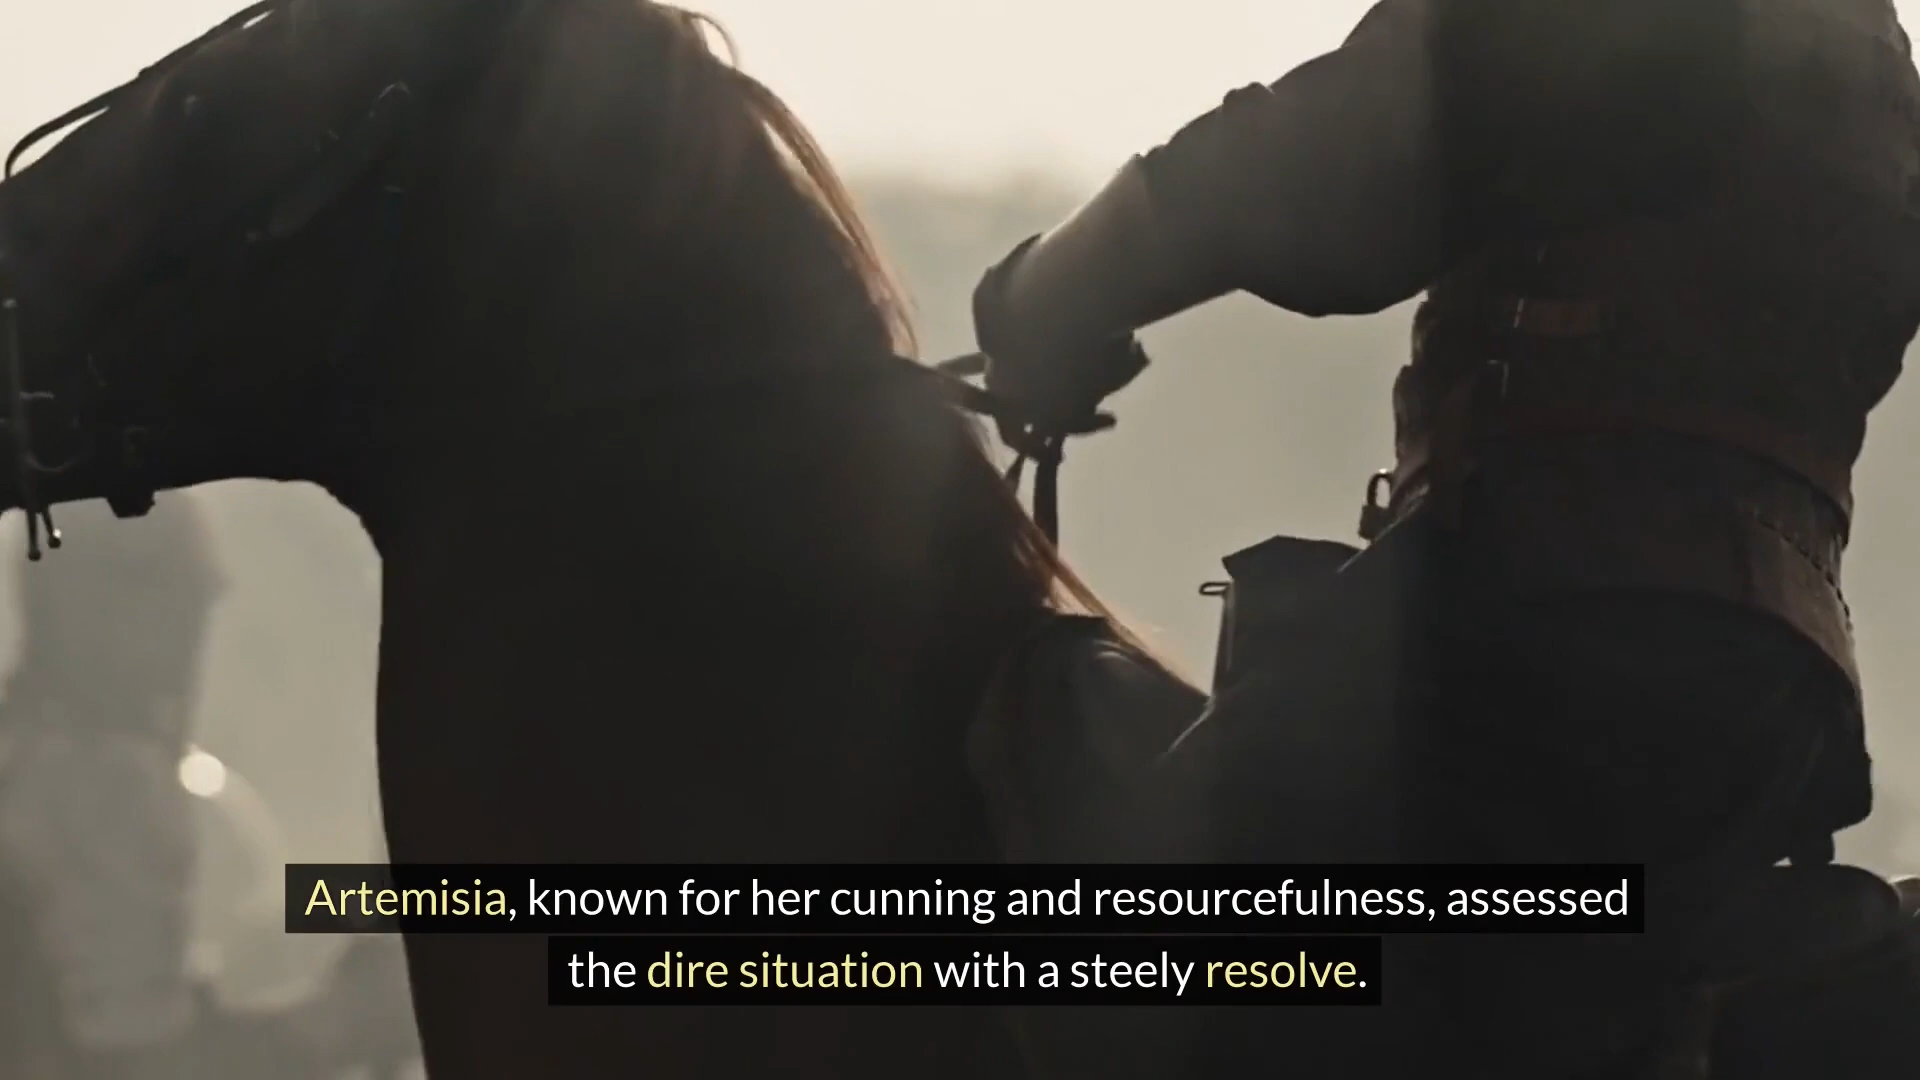 Artemisia, known for her cunning and resourcefulness, assessed
the dire situation with a steely resolve.